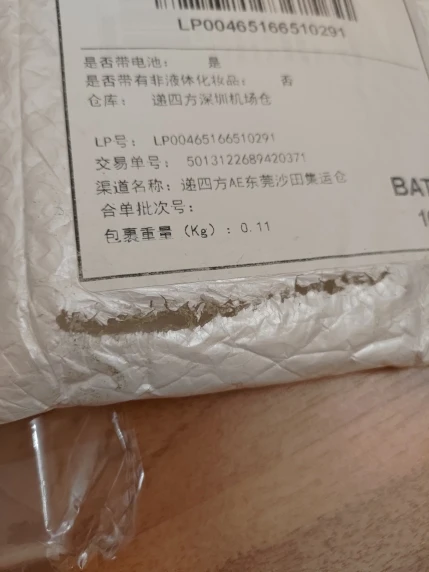 LP00465166510291
是否带电池： 是
是否带有非液体化妆品： 否
仓库： 递四方深圳机场仓
LP号： LP00465166510291
交易单号： 5013122689420371
渠道名称：递四方AE东莞沙田集运仓
BAT
合单批次号：
包裹重量（Kg）：0.11